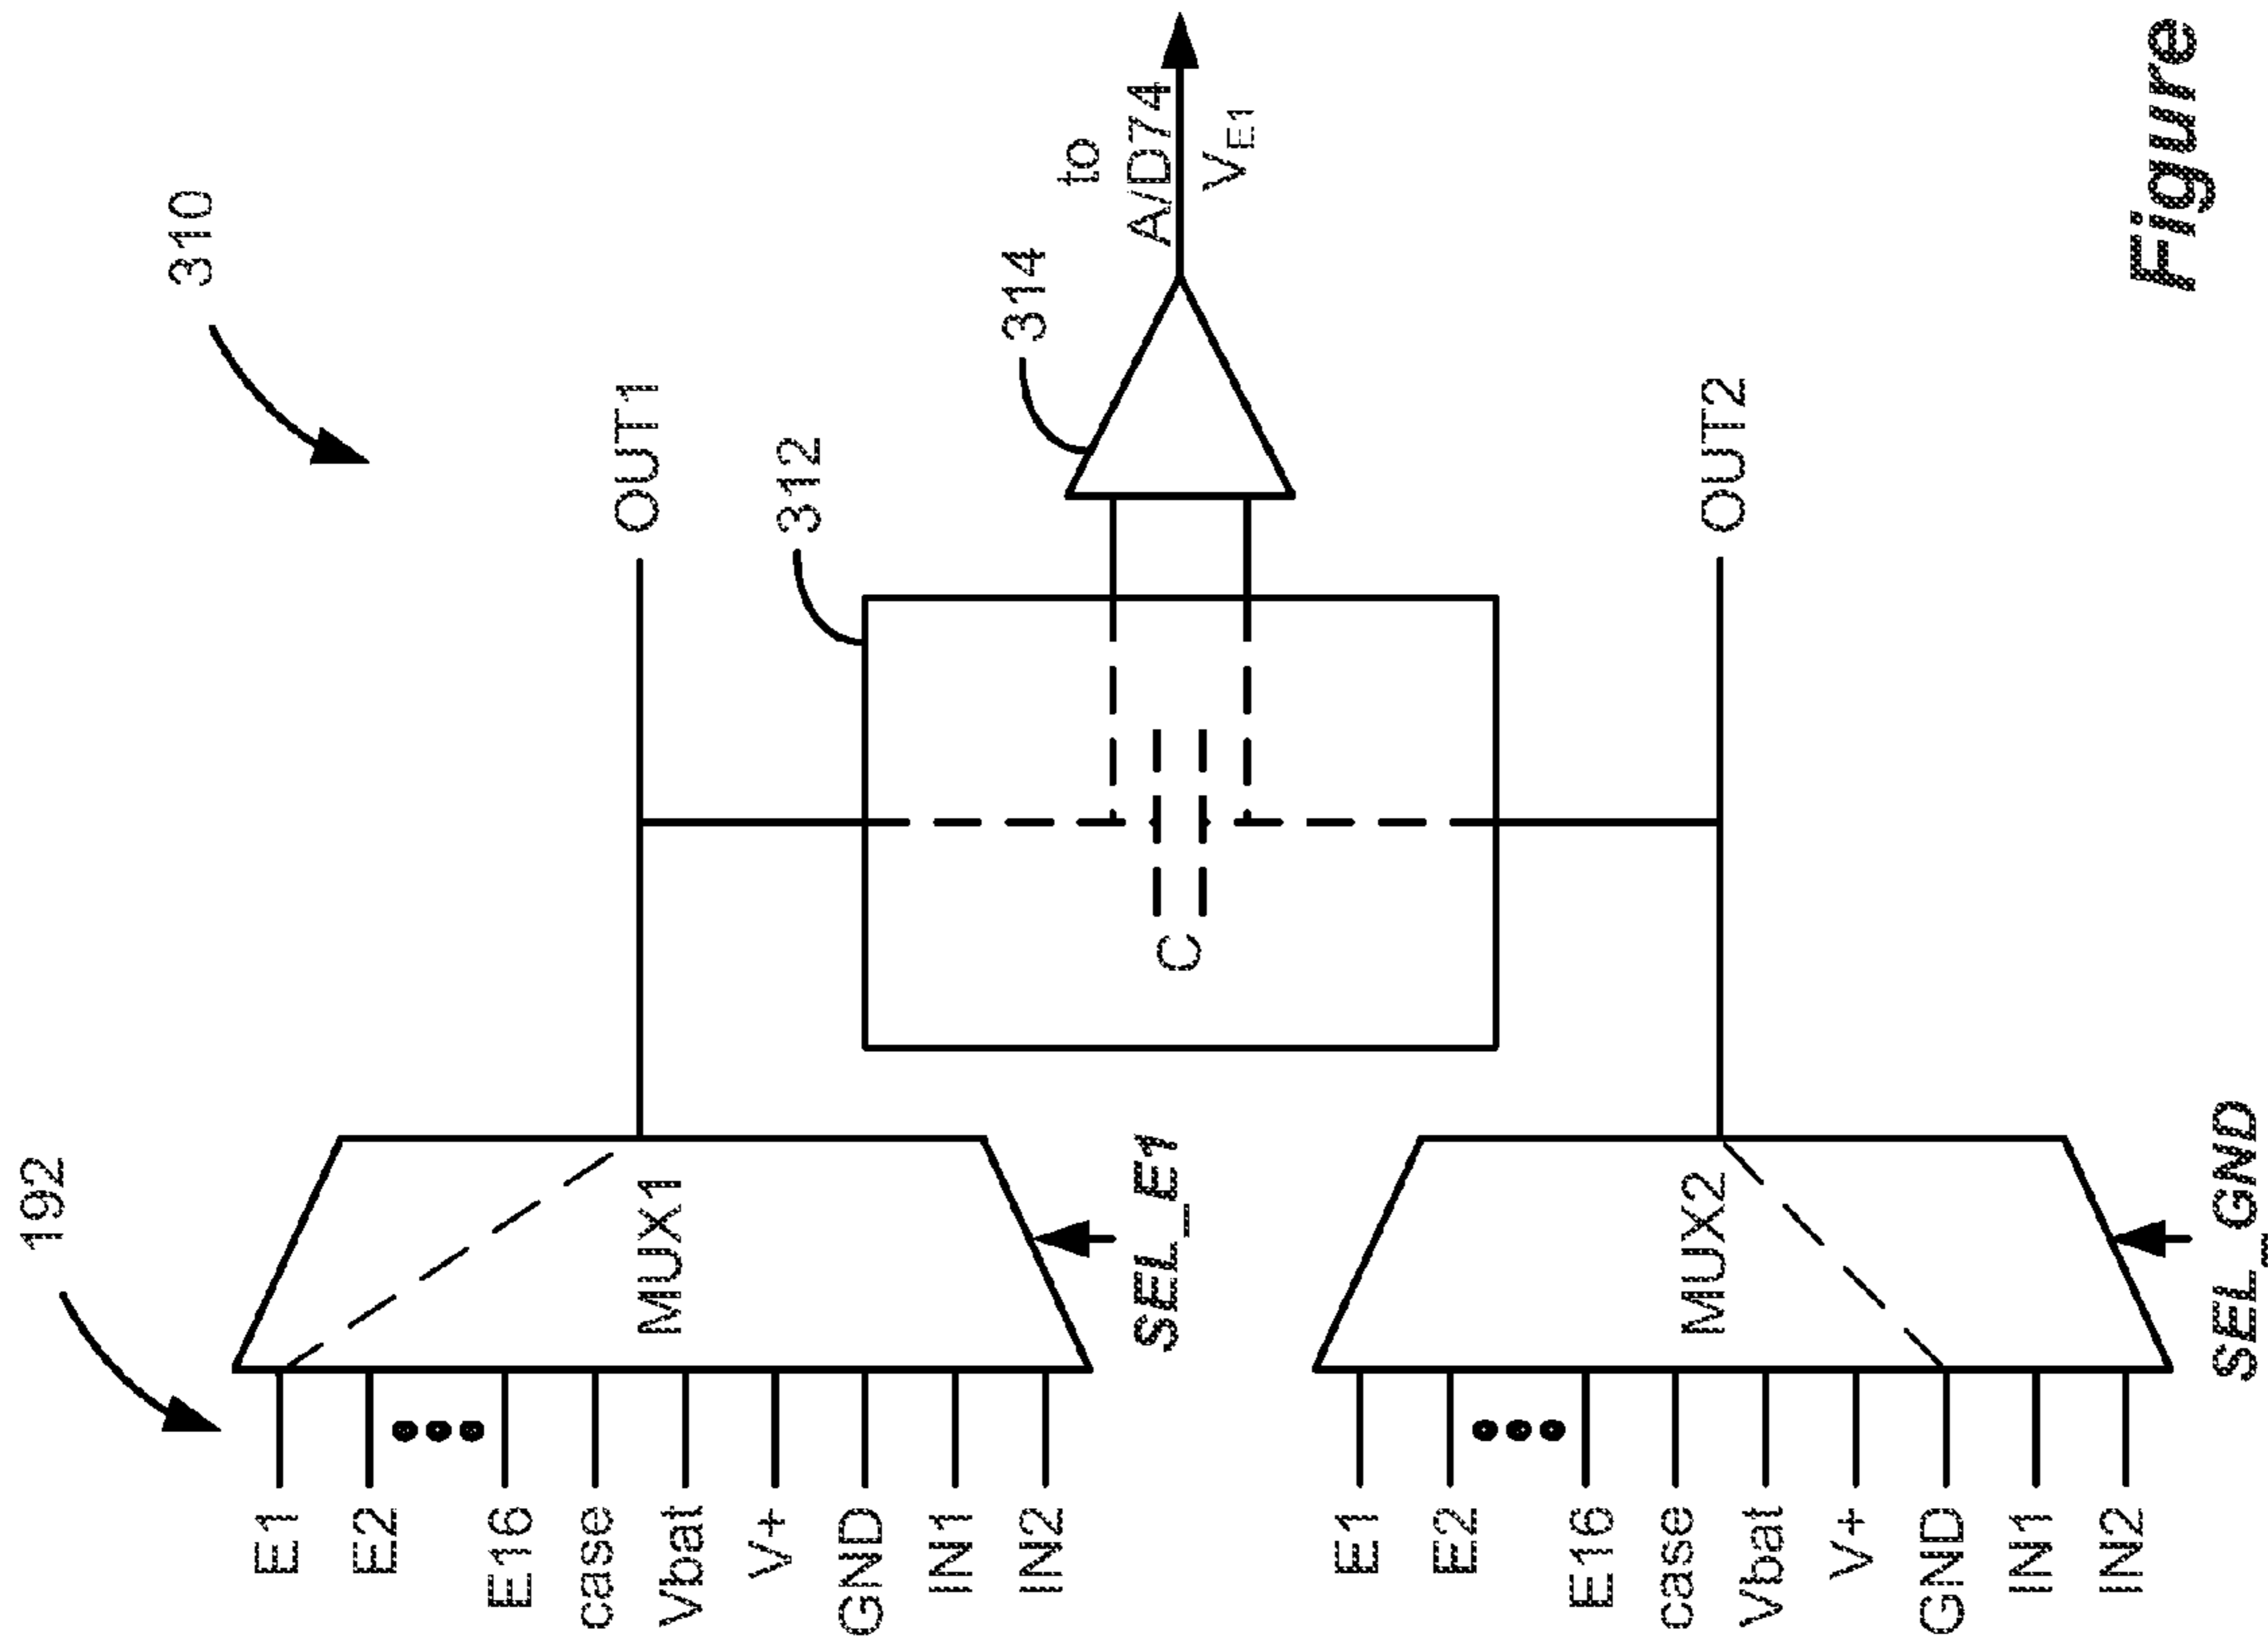 192
310
E1
E2
E16
case
Vbat
V+
GND
IN1
IN2
MUX1
SEL_E1
OUT1
312
C
314
to
A/D74
VE1
E1
E2
E16
case
Vbat
V+
GND
IN1
IN2
MUX2
SEL_GND
OUT2
Figure